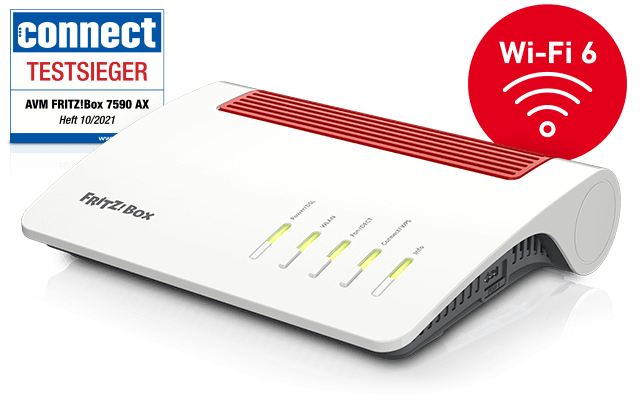 connect
TESTSIEGER
AVM FRITZ!Box 7590 AX
Heft 10/2021
www.
Wi-Fi 6
FRITZ!Box
Power/DSL
WLAN
Fon/DECT
Connect/WPS
Info